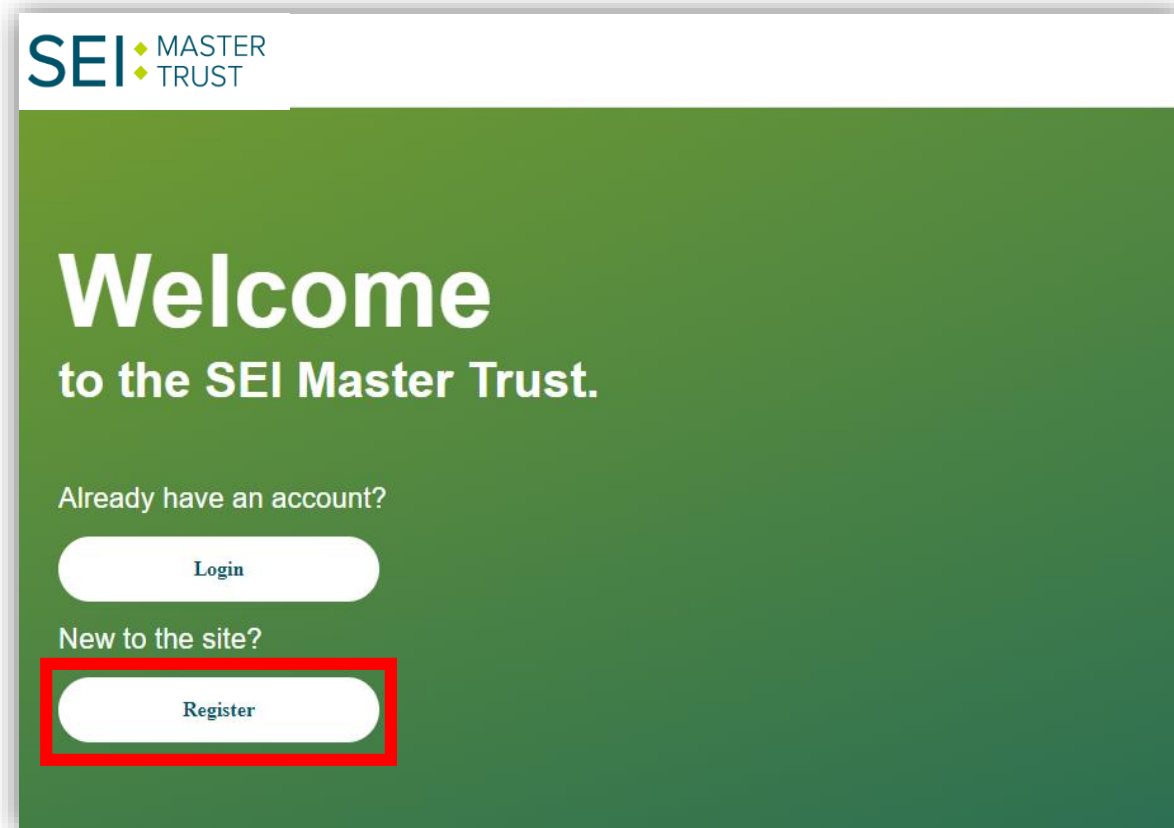 SEI MASTER
TRUST
Welcome
to the SEI Master Trust.
Already have an account?
Login
New to the site?
Register